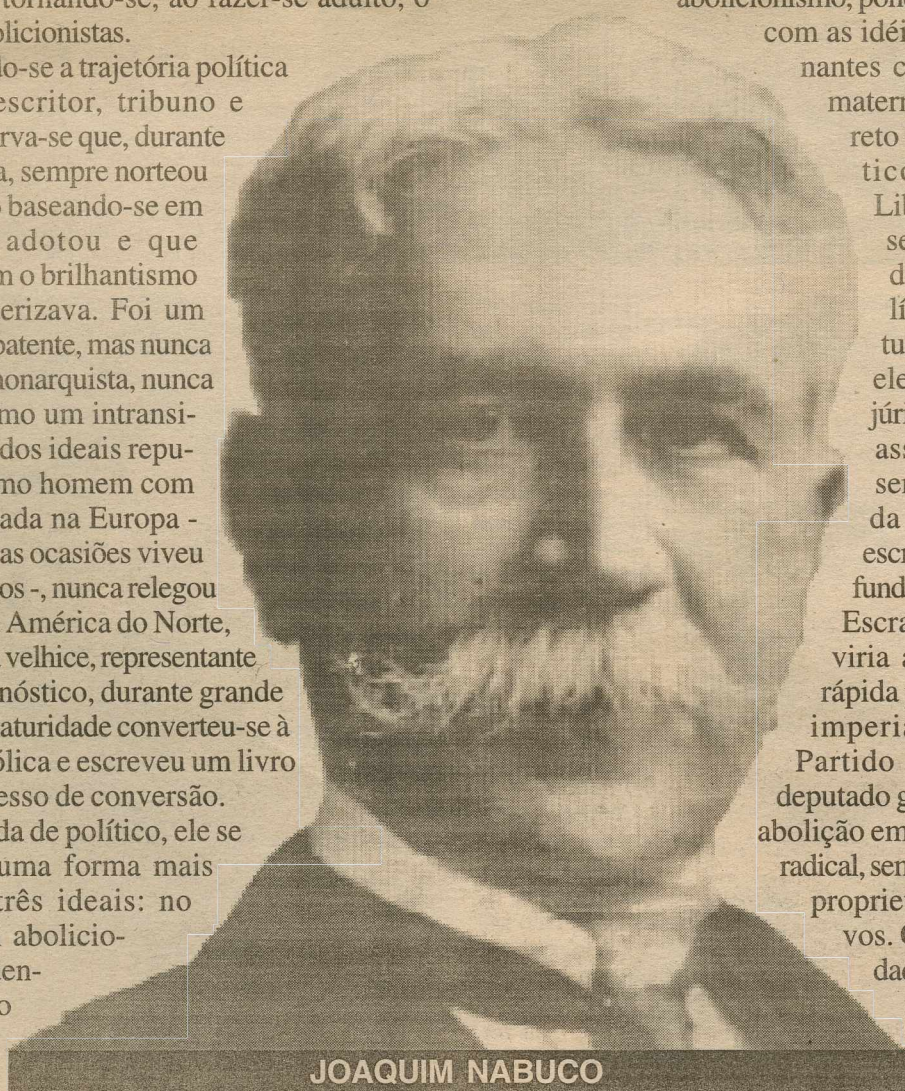 tornando-se, ao fazer-se adulto, o
licionistas.
do-se a trajetória política
escritor, tribuno e
rva-se que, durante
a, sempre norteou
baseando-se em
adotou e que
m o brilhantismo
erizava. Foi um
patente, mas nunca
monarquista, nunca
mo um intransi-
dos ideais repu-
mo homem com
ada na Europa -
as ocasiões viveu
os -, nunca relegou
América do Norte,
velhice, representante
nóstico, durante grande
aturidade converteu-se à
ólica e escreveu um livro
esso de conversão.
da de político, ele se
uma forma mais
três ideais: no
abolicio-
en-
o
abolicionismo, pon
com as idéi
nantes c
matern
reto
tico
Lib
se
d
lí
tu
ele
júri
ass
sen
da
escr
fund
Escra
viria a
rápida
imperia
Partido
deputado g
abolição em
radical, sen
proprie
vos.
dad
JOAQUIM NABUCO